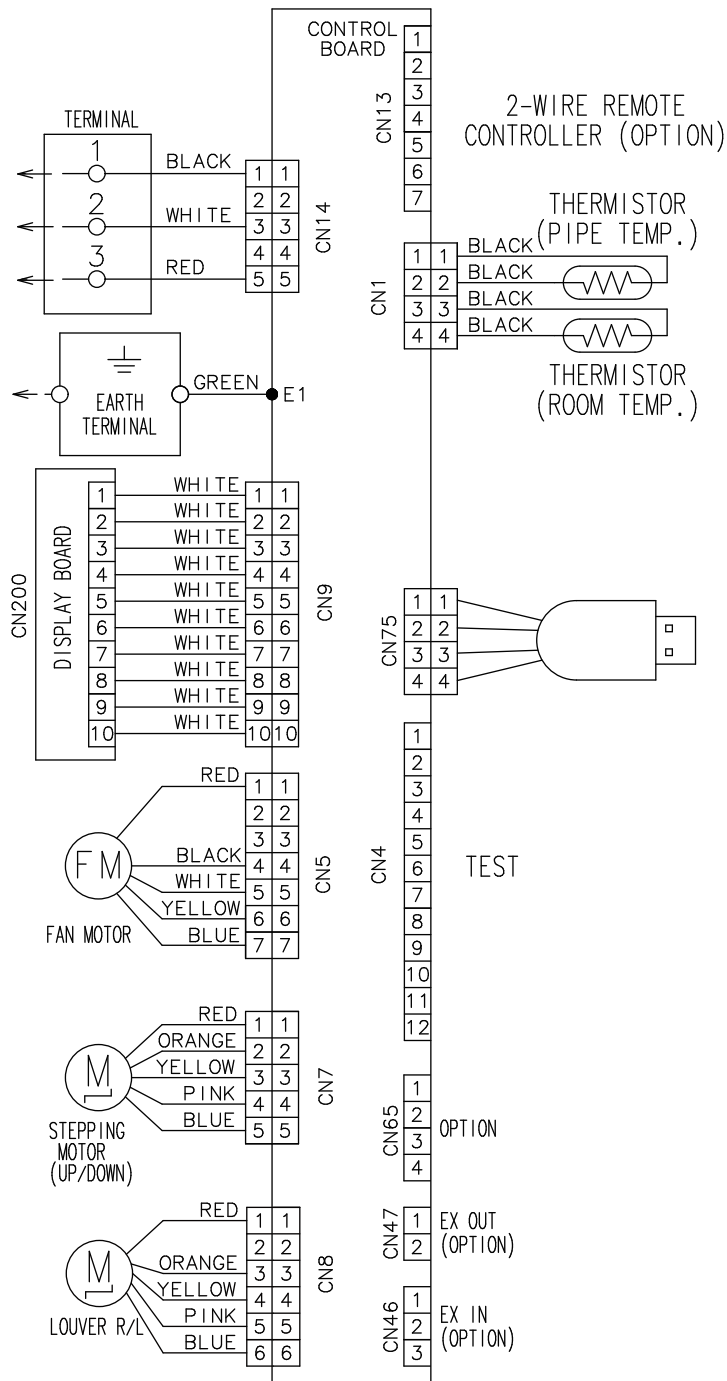 CONTROL
BOARD
CN13
1
2
3
4
5
6
7
2-WIRE REMOTE
CONTROLLER (OPTION)
TERMINAL
1
2
3
BLACK
WHITE
RED
1 1
2 2
3 3
4 4
5 5
CN14
THERMISTOR
(PIPE TEMP.)
CN1
1 1
2 2
3 3
4 4
BLACK
BLACK
BLACK
BLACK
THERMISTOR
(ROOM TEMP.)
EARTH
TERMINAL
GREEN
E1
CN200
DISPLAY BOARD
1
2
3
4
5
6
7
8
9
10
WHITE
WHITE
WHITE
WHITE
WHITE
WHITE
WHITE
WHITE
WHITE
WHITE
1 1
2 2
3 3
4 4
5 5
6 6
7 7
8 8
9 9
10 10
CN9
CN75
1 1
2 2
3 3
4 4
FM
FAN MOTOR
RED
BLACK
WHITE
YELLOW
BLUE
1 1
2 2
3 3
4 4
5 5
6 6
7 7
CN5
CN4
1
2
3
4
5
6
7
8
9
10
11
12
TEST
M
STEPPING
MOTOR
(UP/DOWN)
RED
ORANGE
YELLOW
PINK
BLUE
1 1
2 2
3 3
4 4
5 5
CN7
CN65
1
2
3
4
OPTION
M
LOUVER R/L
RED
ORANGE
YELLOW
PINK
BLUE
1 1
2 2
3 3
4 4
5 5
6 6
CN8
CN47
1
2
EX OUT
(OPTION)
CN46
1
2
3
EX IN
(OPTION)